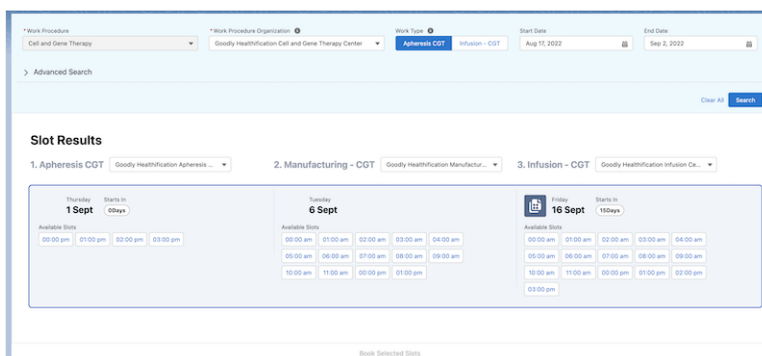 *Work Procedure
Cell and Gene Therapy
*Work Procedure Organization
Goodly Healthification Cell and Gene Therapy Center
Work Type
Apheresis CGT
Infusion - CGT
Start Date
Aug 17, 2022
End Date
Sep 2, 2022
Advanced Search
Clear All
Search
Slot Results
1. Apheresis CGT
Goodly Healthification Apheresis ...
2. Manufacturing - CGT
Goodly Healthification Manufactur...
3. Infusion - CGT
Goodly Healthification Infusion Ce...
Thursday
1 Sept
Starts in
0Days
Available Slots
00:00 pm 01:00 pm 02:00 pm 03:00 pm
Tuesday
6 Sept
Available Slots
00:00 am 01:00 am 02:00 am 03:00 am 04:00 am
05:00 am 06:00 am 07:00 am 08:00 am 09:00 am
10:00 am 11:00 am 00:00 pm 01:00 pm
Friday
16 Sept
Starts in
15Days
Available Slots
00:00 am 01:00 am 02:00 am 03:00 am 04:00 am
05:00 am 06:00 am 07:00 am 08:00 am 09:00 am
10:00 am 11:00 am 00:00 pm 01:00 pm 02:00 pm
03:00 pm
Book Selected Slots